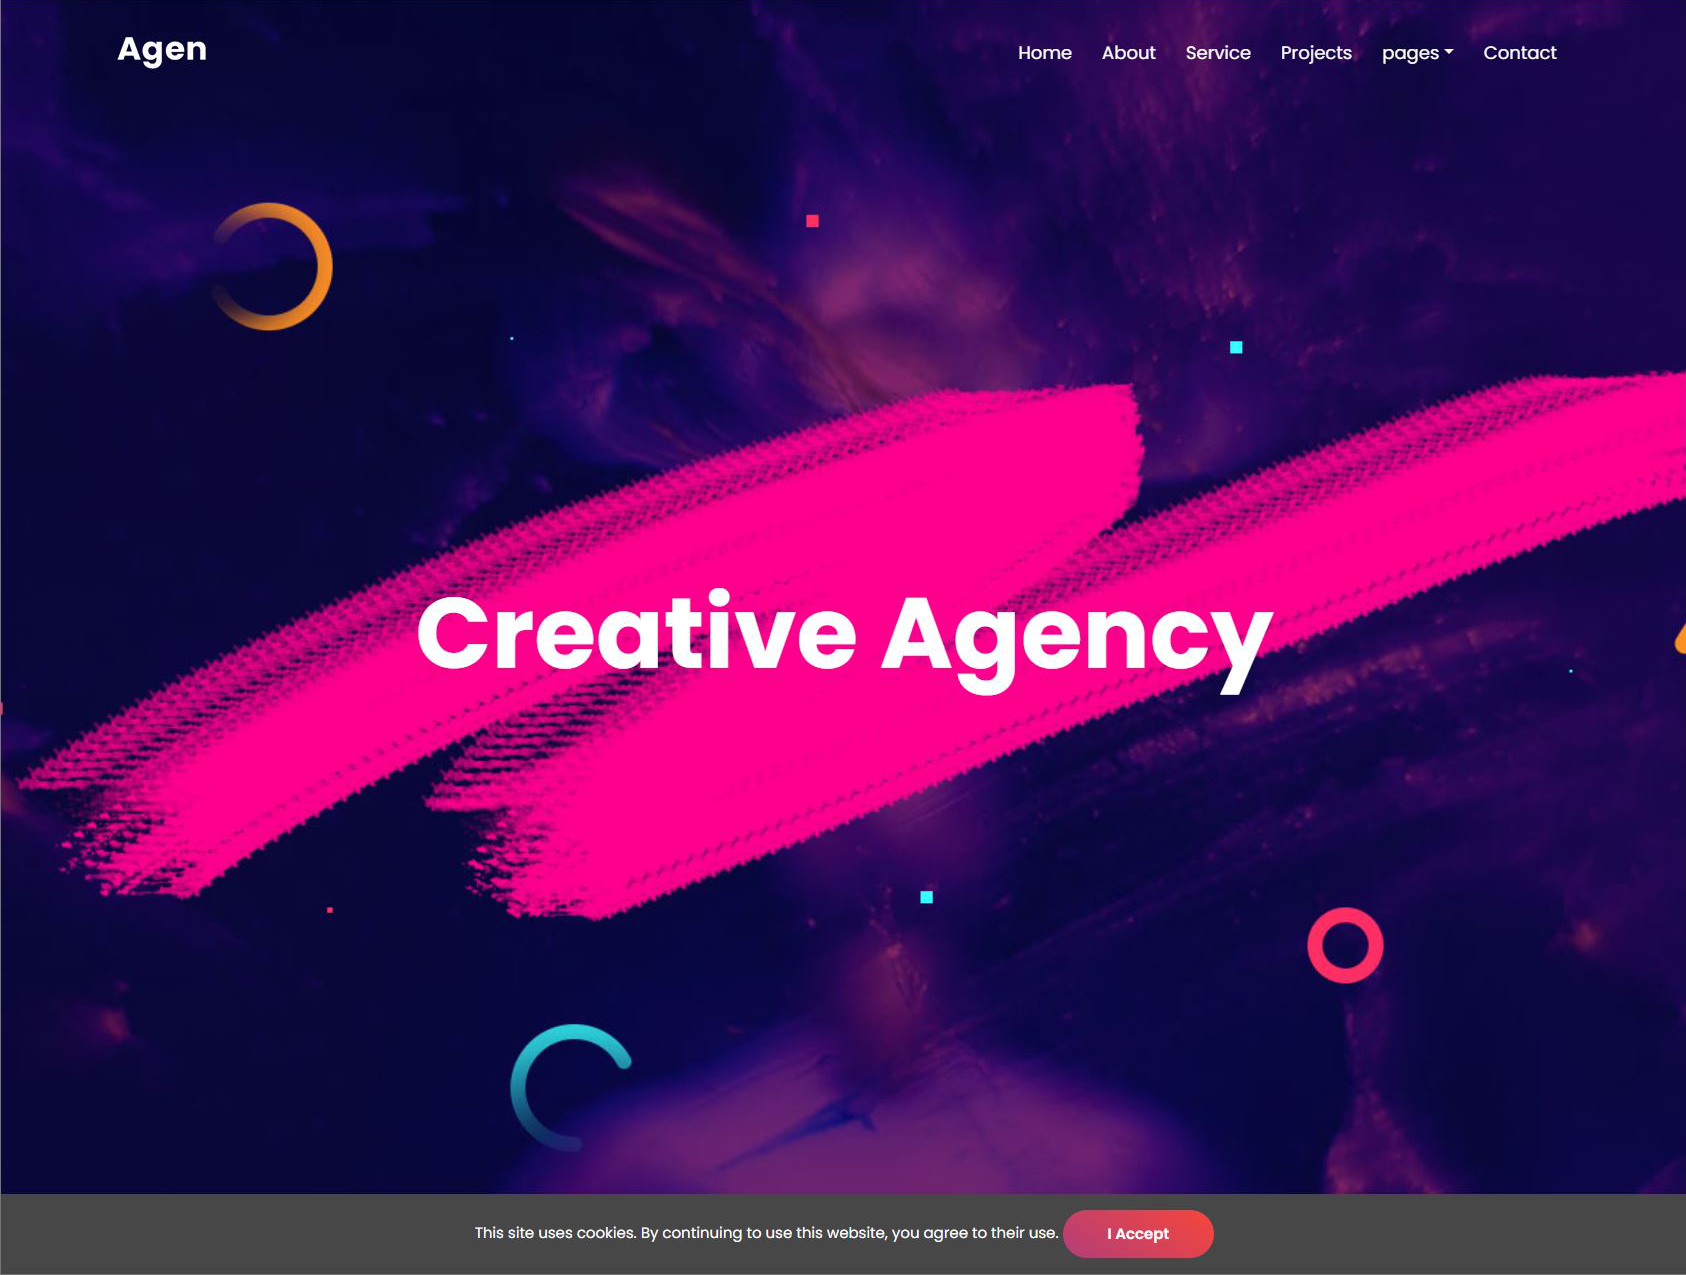 Agen
Home About Service Projects pages Contact
Creative Agency
This site uses cookies. By continuing to use this website, you agree to their use. I Accept